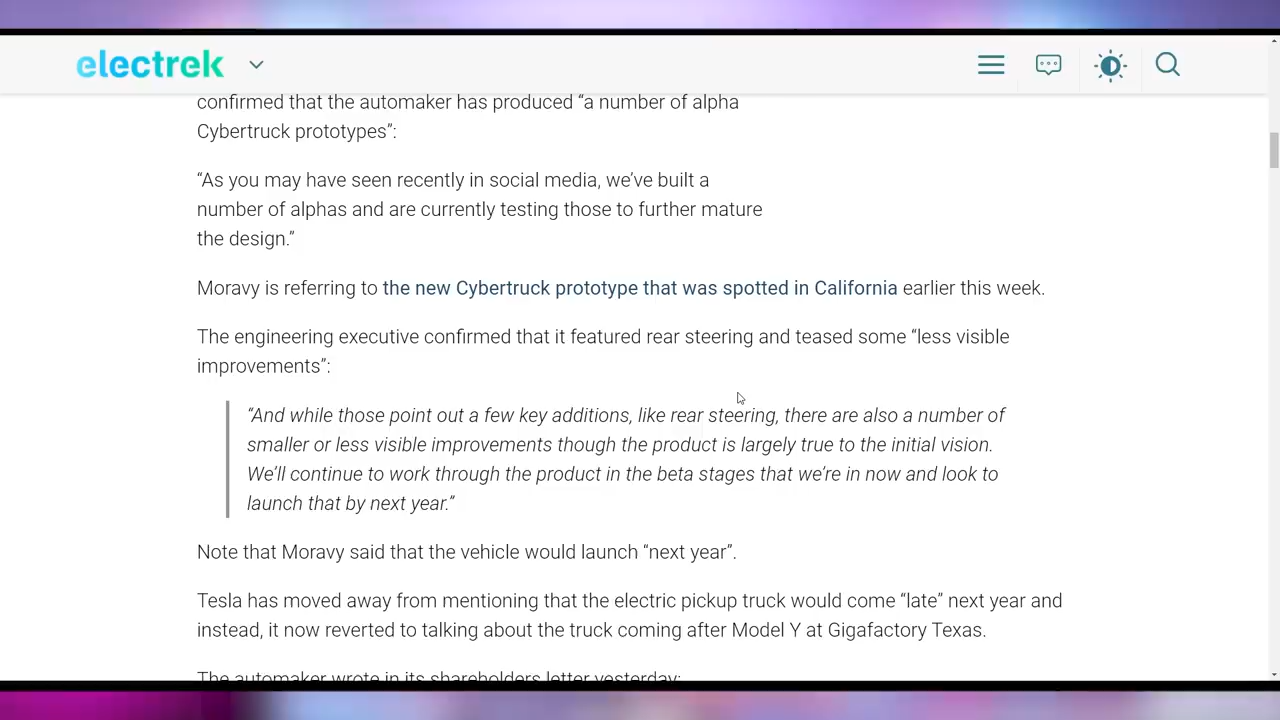 electrek
confirmed that the automaker has produced “a number of alpha
Cybertruck prototypes”:
“As you may have seen recently in social media, we’ve built a
number of alphas and are currently testing those to further mature
the design.”
Moravy is referring to the new Cybertruck prototype that was spotted in California earlier this week.
The engineering executive confirmed that it featured rear steering and teased some “less visible
improvements”:
“And while those point out a few key additions, like rear steering, there are also a number of
smaller or less visible improvements though the product is largely true to the initial vision.
We’ll continue to work through the product in the beta stages that we’re in now and look to
launch that by next year.“
Note that Moravy said that the vehicle would launch “next year”.
Tesla has moved away from mentioning that the electric pickup truck would come “late” next year and
instead, it now reverted to talking about the truck coming after Model Y at Gigafactory Texas.
The automaker wrote in its shareholders letter yesterday: